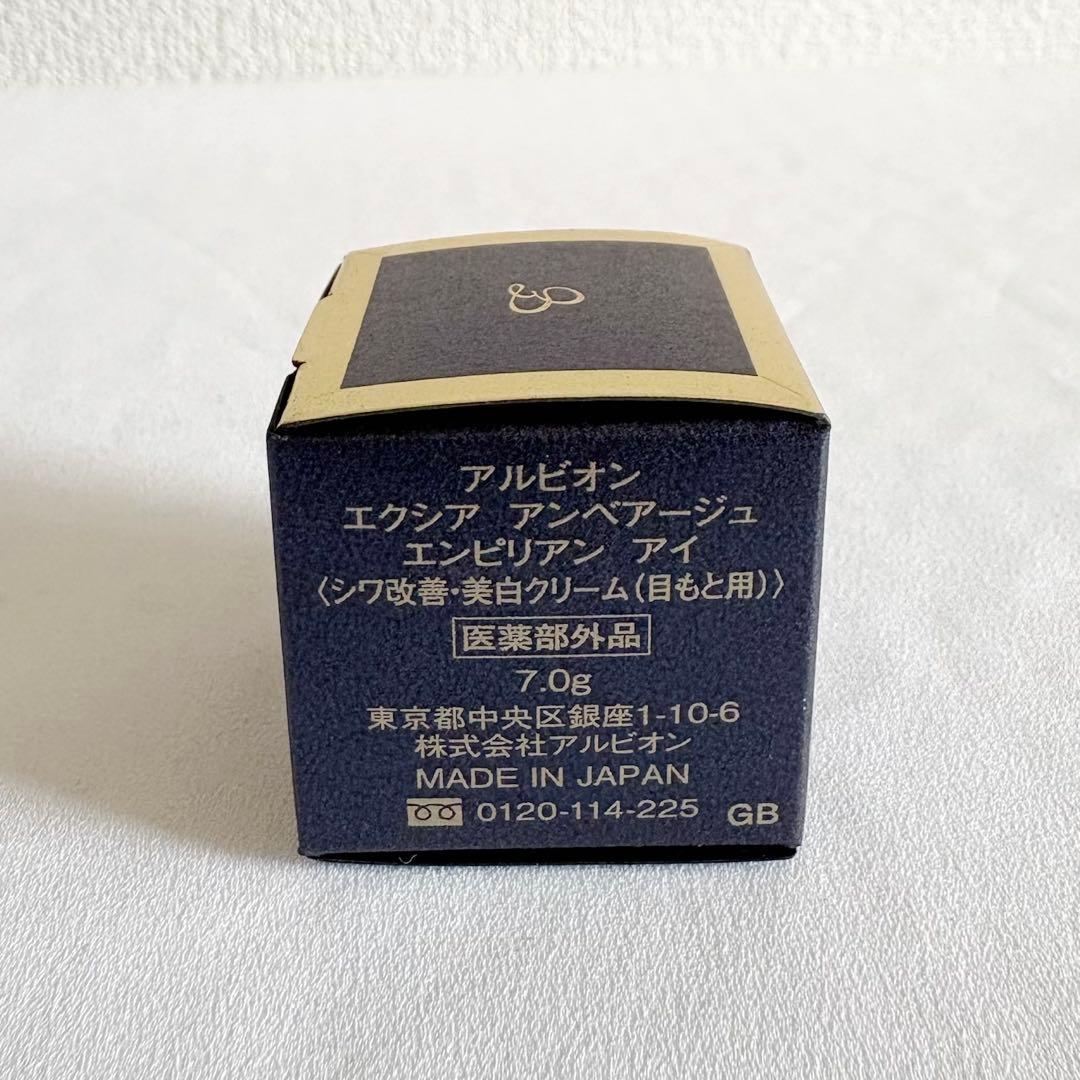 アルビオン
エクシア アンベアージュ
エンピリアン アイ
〈シワ改善・美白クリーム(目もと用)〉
医薬部外品
7.0g
東京都中央区銀座1-10-6
株式会社アルビオン
MADE IN JAPAN
0120-114-225 GB